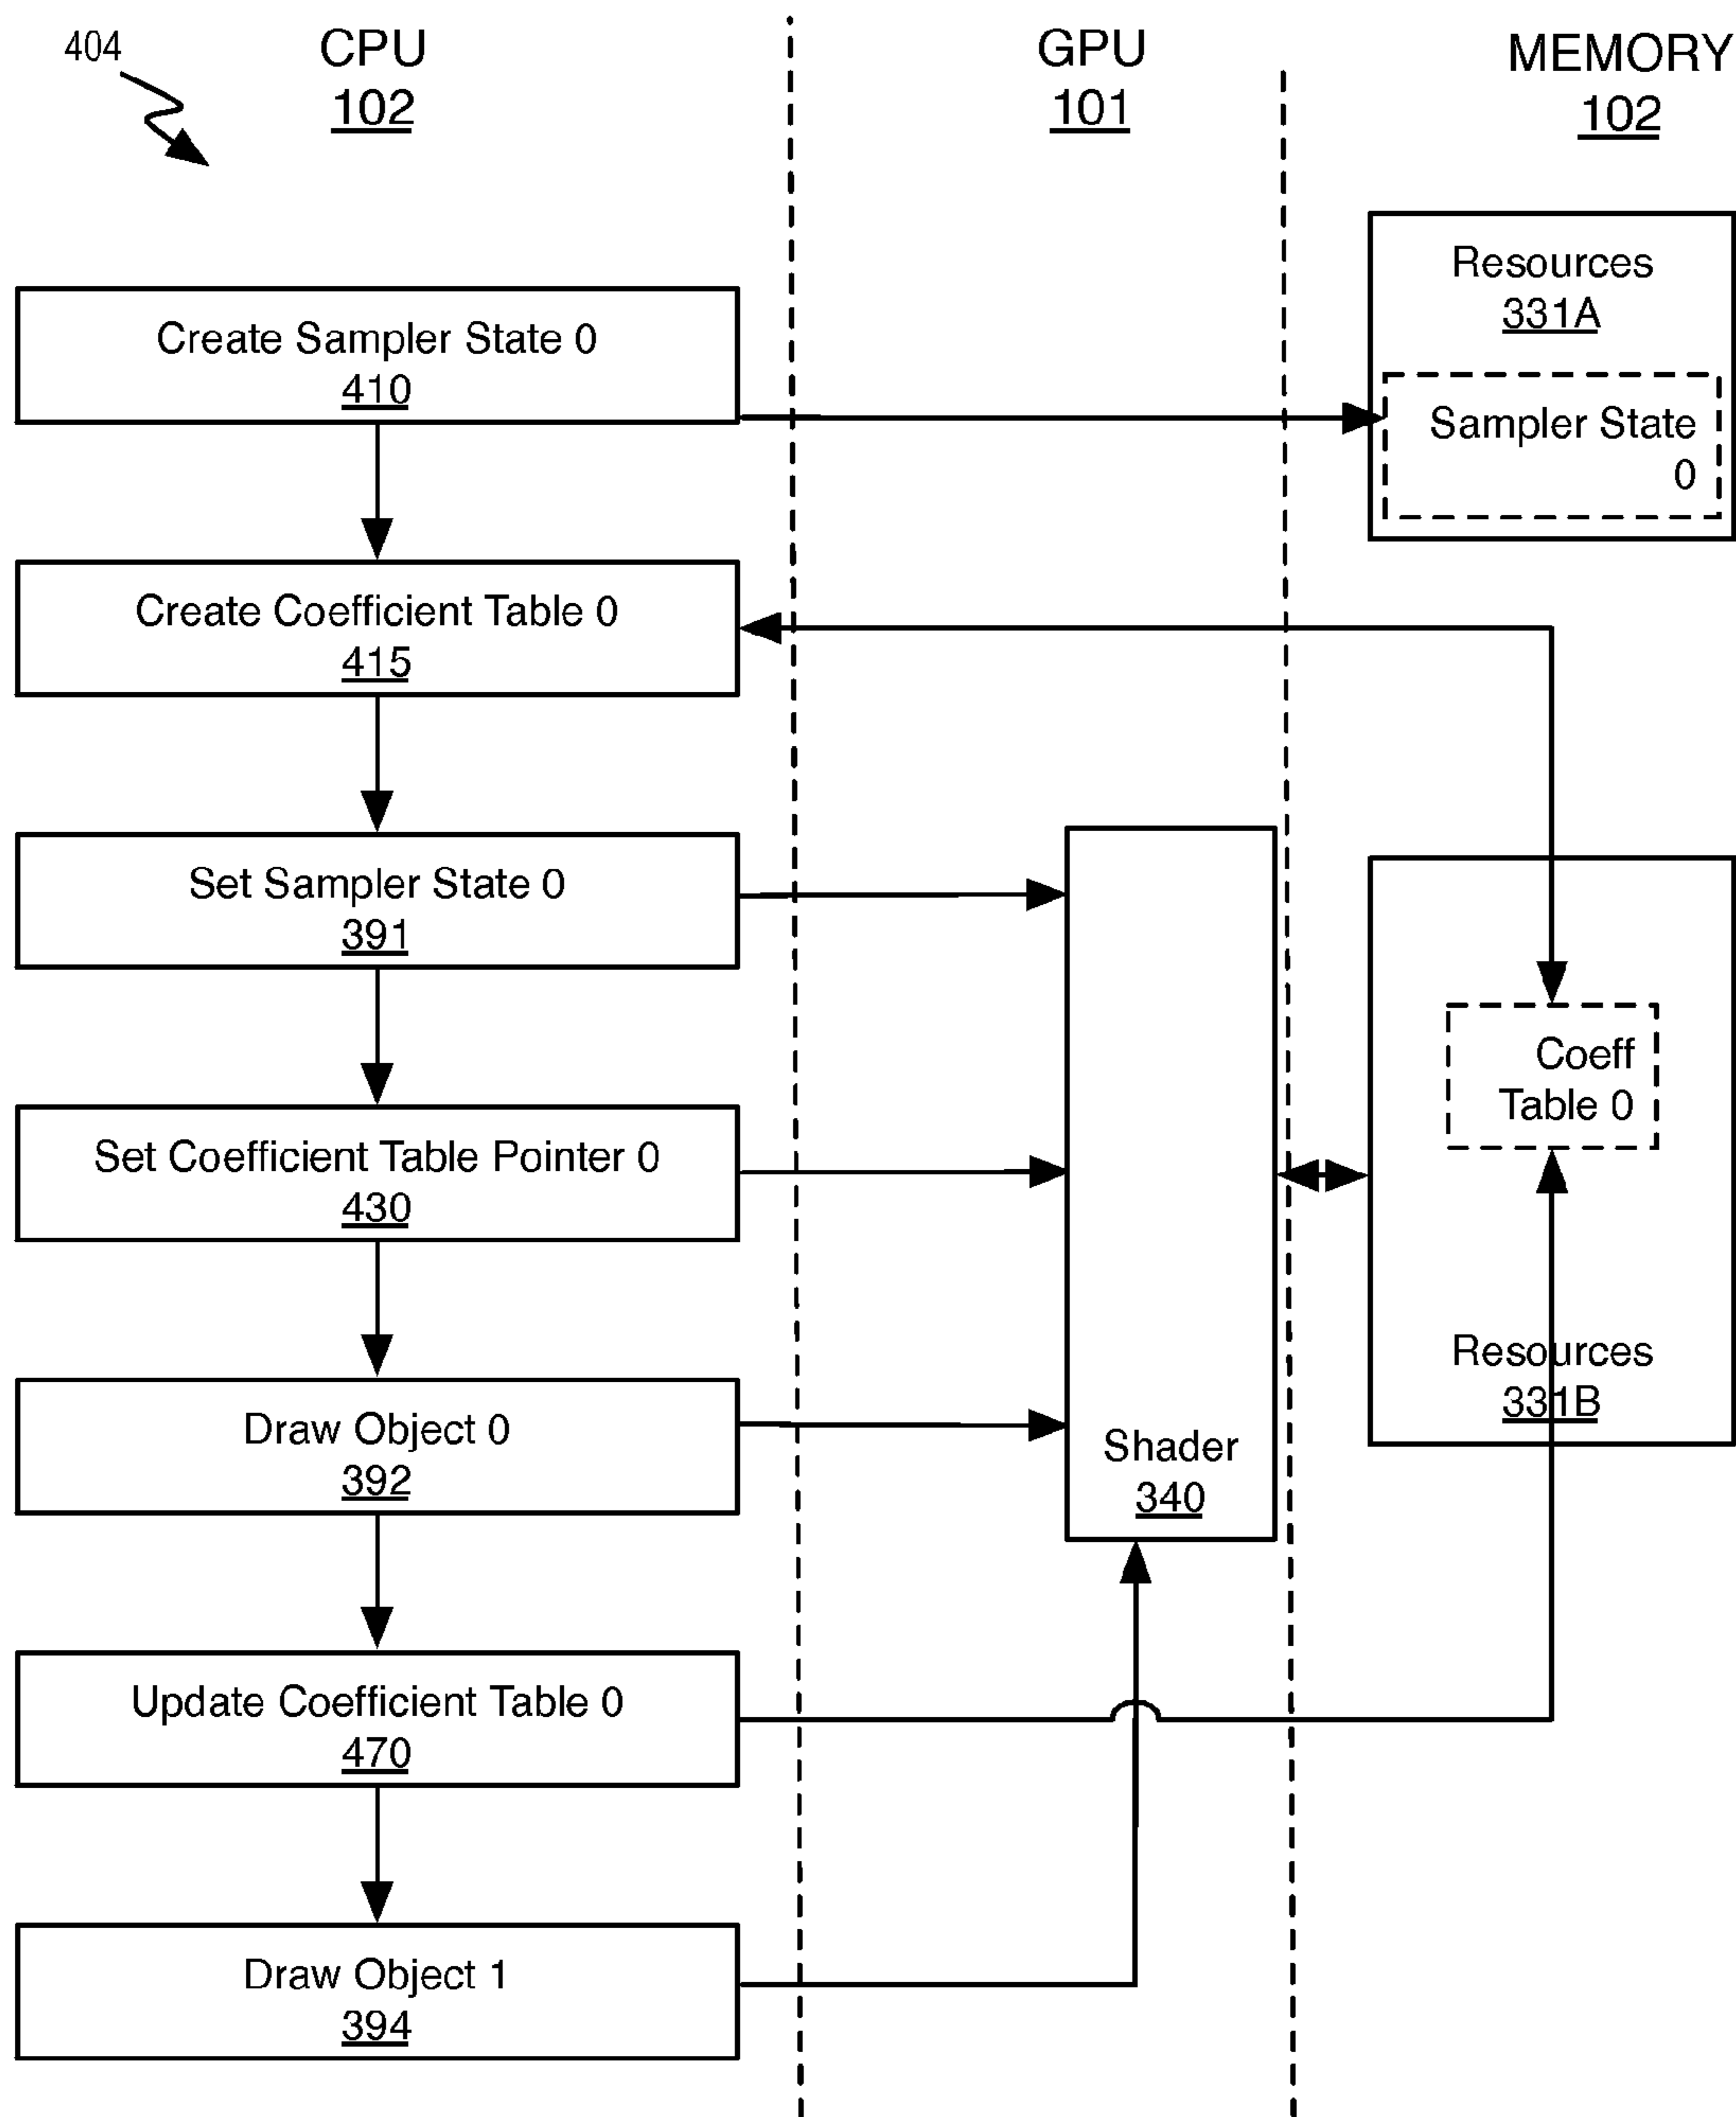 404
CPU
102
GPU
101
MEMORY
102
Resources
331A
Sampler State
0
Create Sampler State 0
410
Create Coefficient Table 0
415
Set Sampler State 0
391
Set Coefficient Table Pointer 0
430
Coeff
Table 0
Resources
331B
Draw Object 0
392
Shader
340
Update Coefficient Table 0
470
Draw Object 1
394